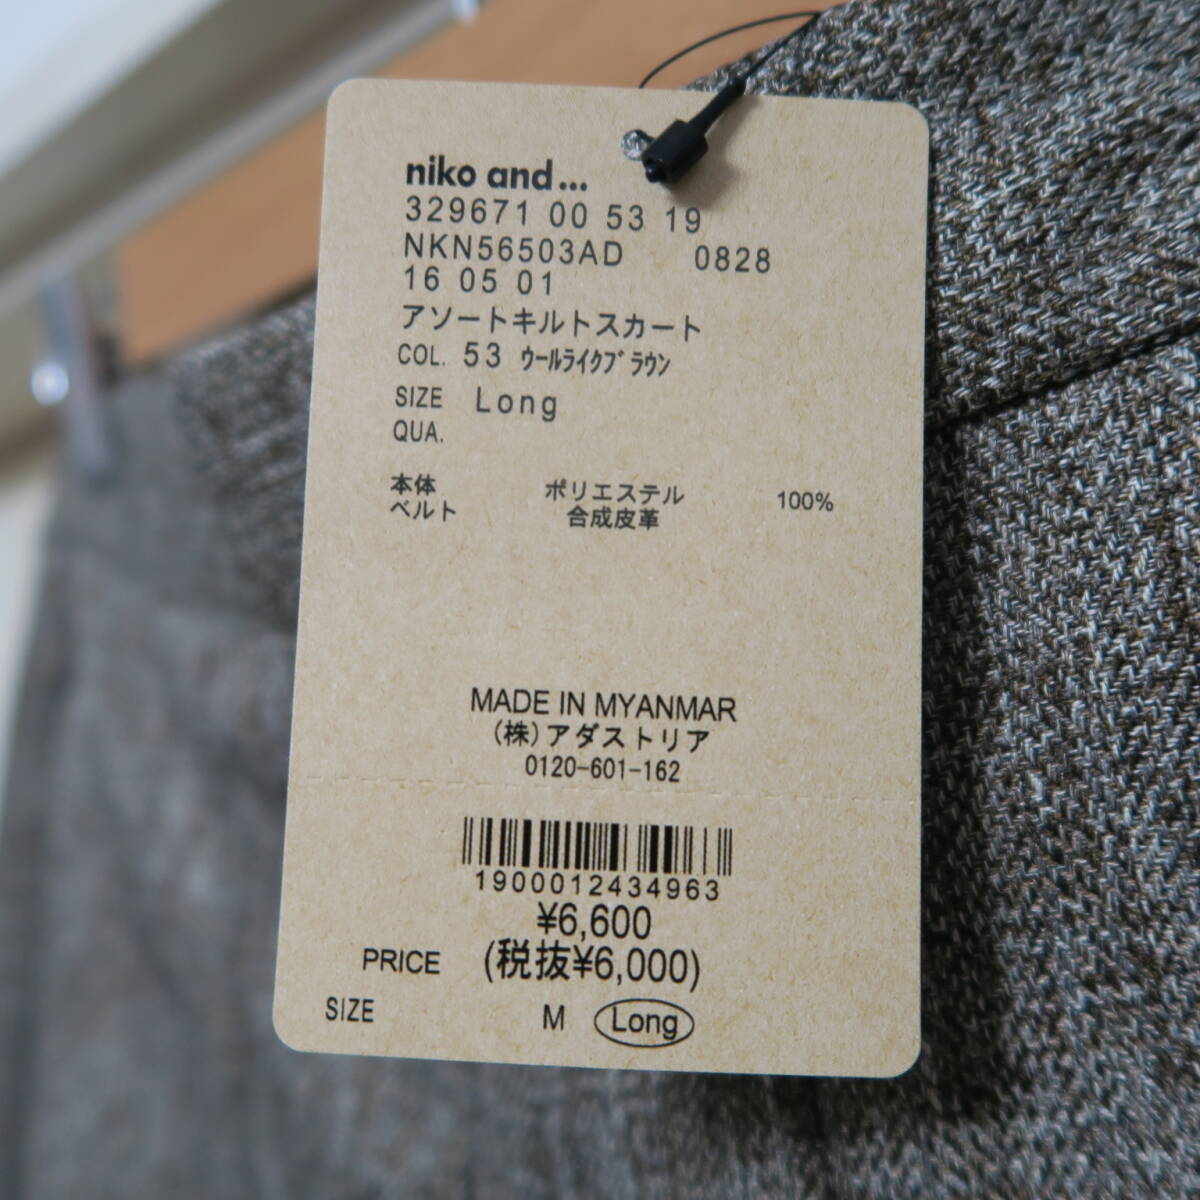 niko and...
329671 00 53 19
NKN56503AD 0828
16 05 01
アソートキルトスカート
COL. 53 ｳｰﾙﾗｲｸﾌﾞﾗｳﾝ
SIZE Long
QUA.
本体 ポリエステル 100%
ベルト 合成皮革
MADE IN MYANMAR
(株)アダストリア
0120-601-162
1900012434963
¥6,600
PRICE (税抜¥6,000)
SIZE M Long